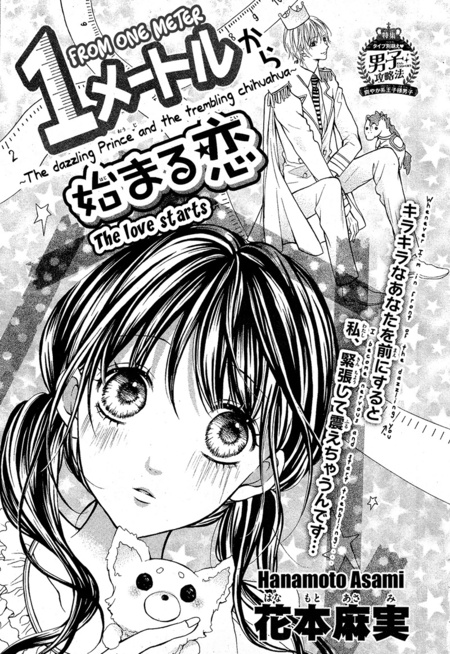 FROM ONE METER
1メートルから
~The dazzling Prince and the trembling chihuahua~
始まる恋
The love starts
特集
男子攻略法
キラキラなあなたを前にすると
私、緊張して震えちゃうんです…
Hanamoto Asami
はなもとあさみ
花本麻実
2